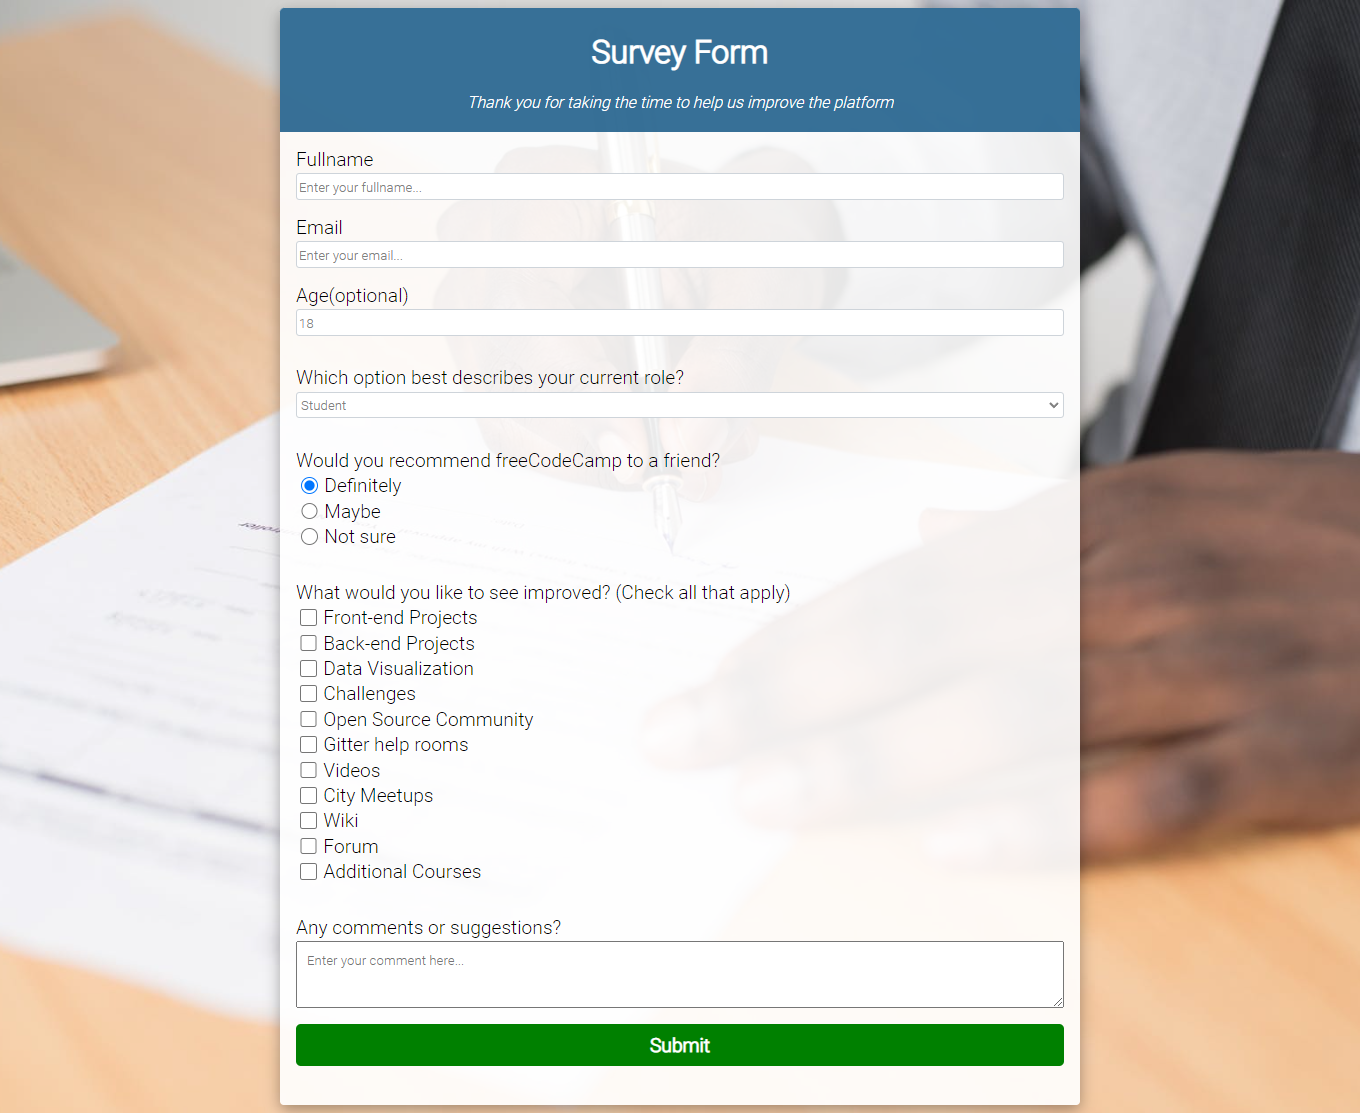 Survey Form
Thank you for taking the time to help us improve the platform
Fullname
Enter your fullname...
Email
Enter your email...
Age(optional)
18
Which option best describes your current role?
Student
Would you recommend freeCodeCamp to a friend?
Definitely
Maybe
Not sure
What would you like to see improved? (Check all that apply)
Front-end Projects
Back-end Projects
Data Visualization
Challenges
Open Source Community
Gitter help rooms
Videos
City Meetups
Wiki
Forum
Additional Courses
Any comments or suggestions?
Enter your comment here...
Submit